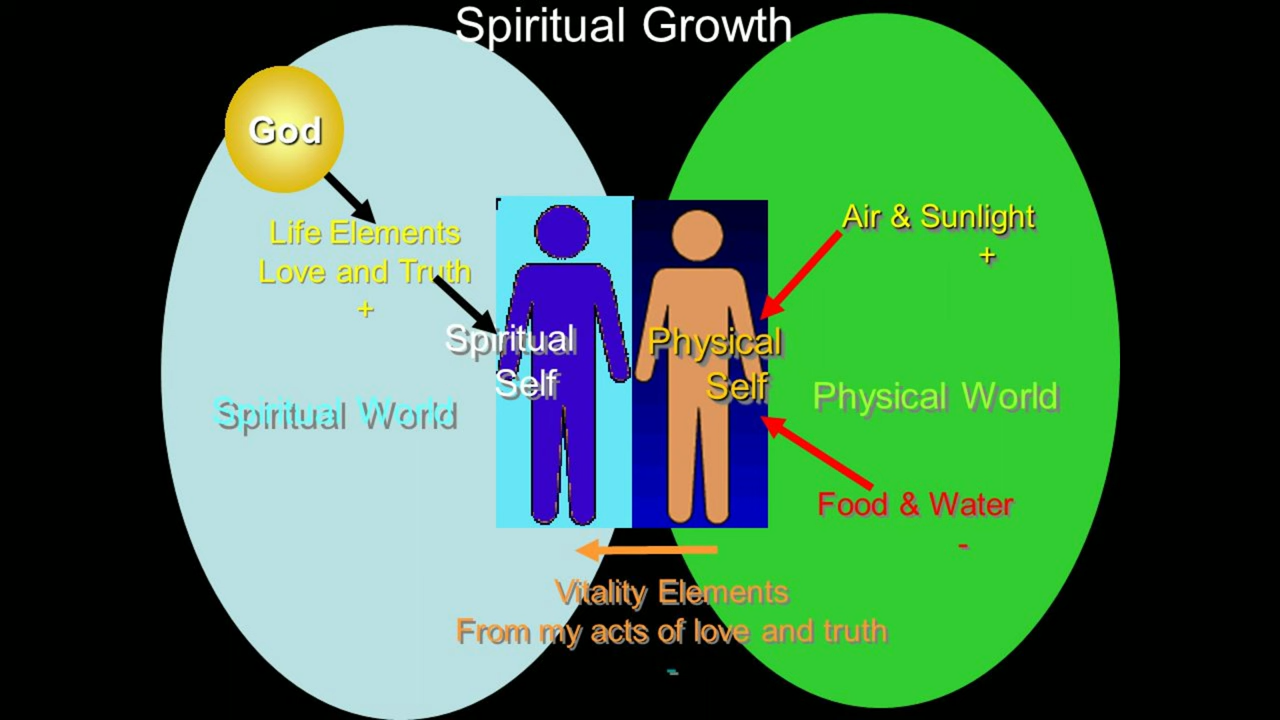 Spiritual Growth
God
Life Elements
Love and Truth
+
Spiritual
Self
Spiritual World
Physical
Self
Air & Sunlight
+
Physical World
Food & Water
-
Vitality Elements
From my acts of love and truth
-